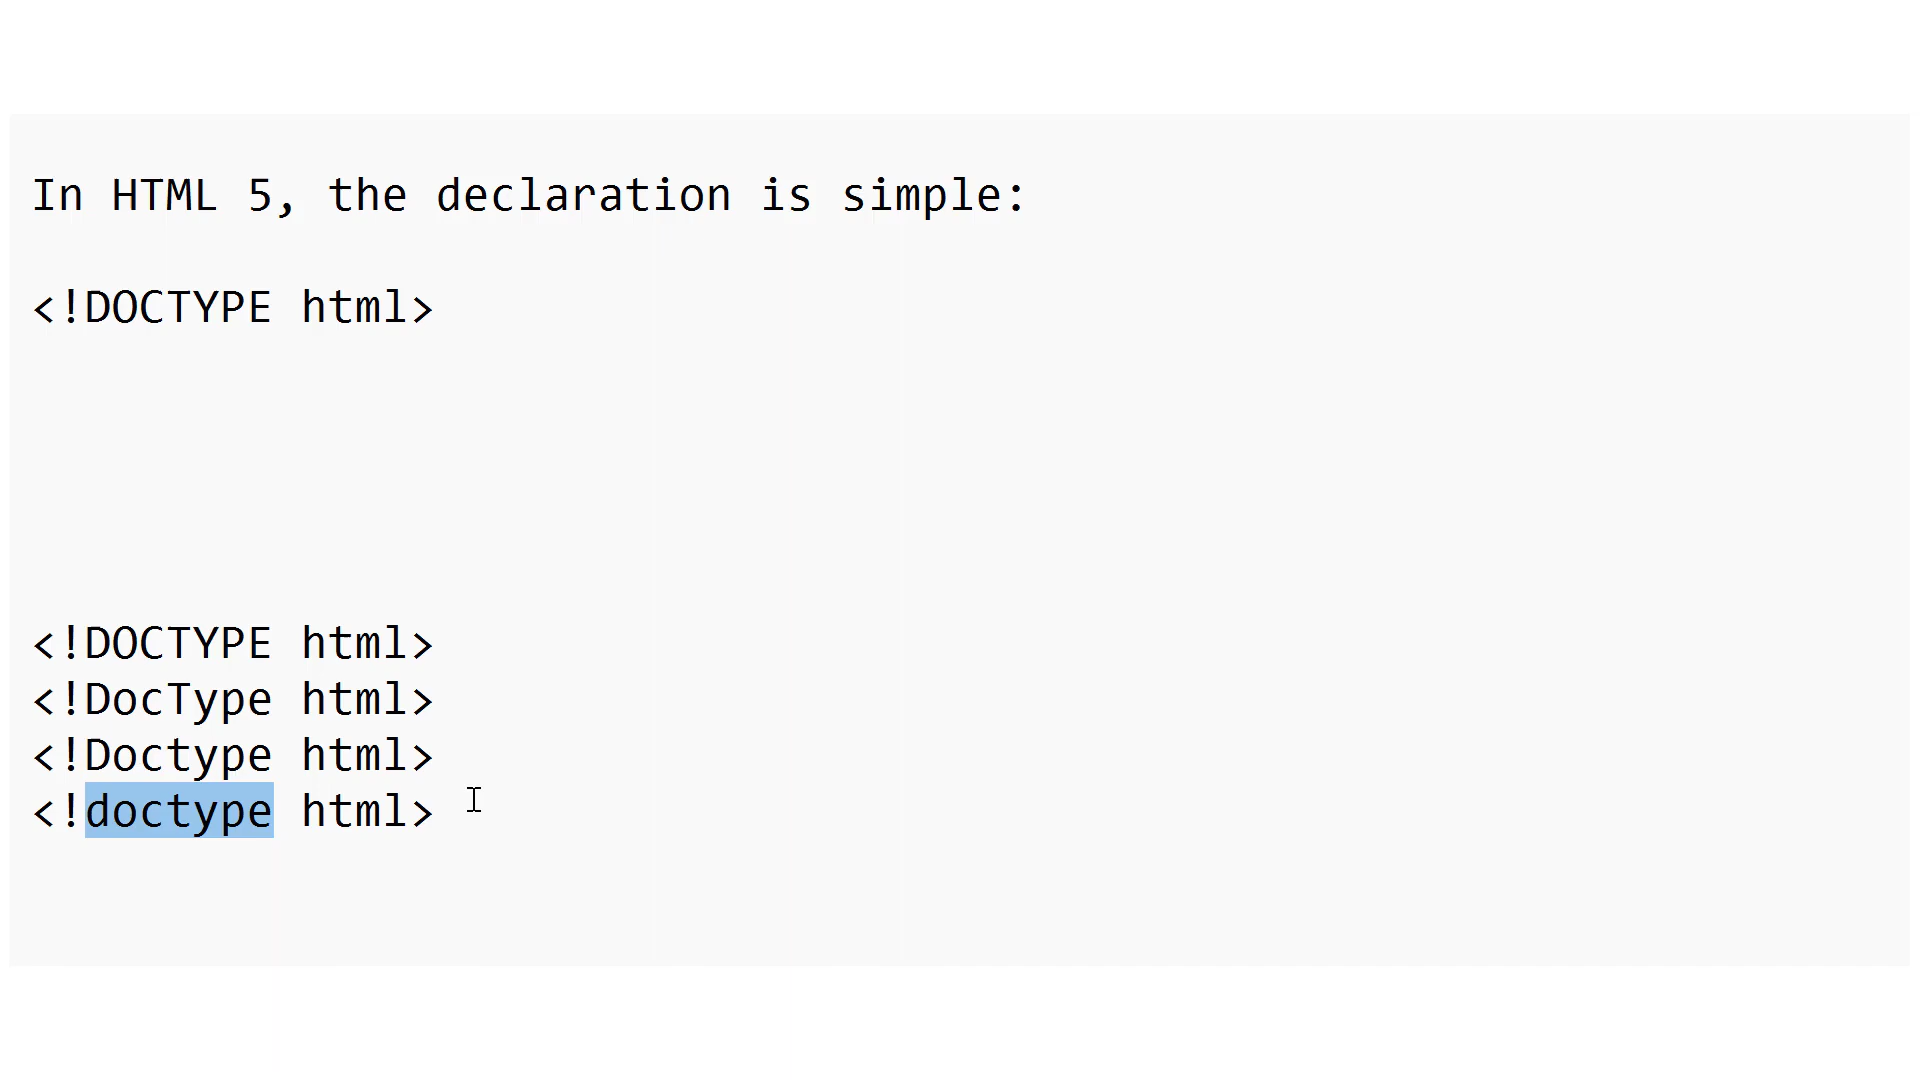 In HTML 5, the declaration is simple:
<!DOCTYPE html>
<!DOCTYPE html>
<!DocType html>
<!Doctype html>
<!doctype html>